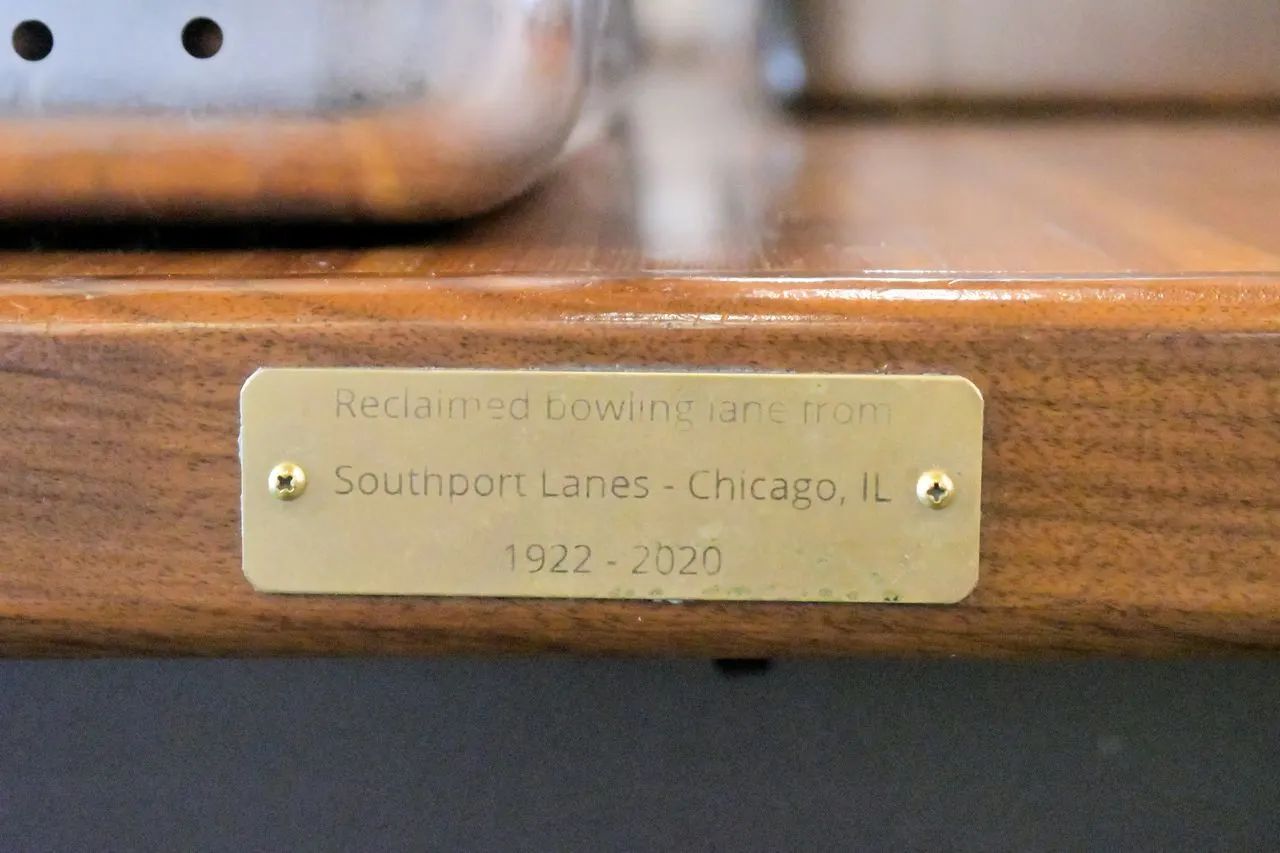 Reclaimed bowling lane from
Southport Lanes - Chicago, IL
1922 - 2020